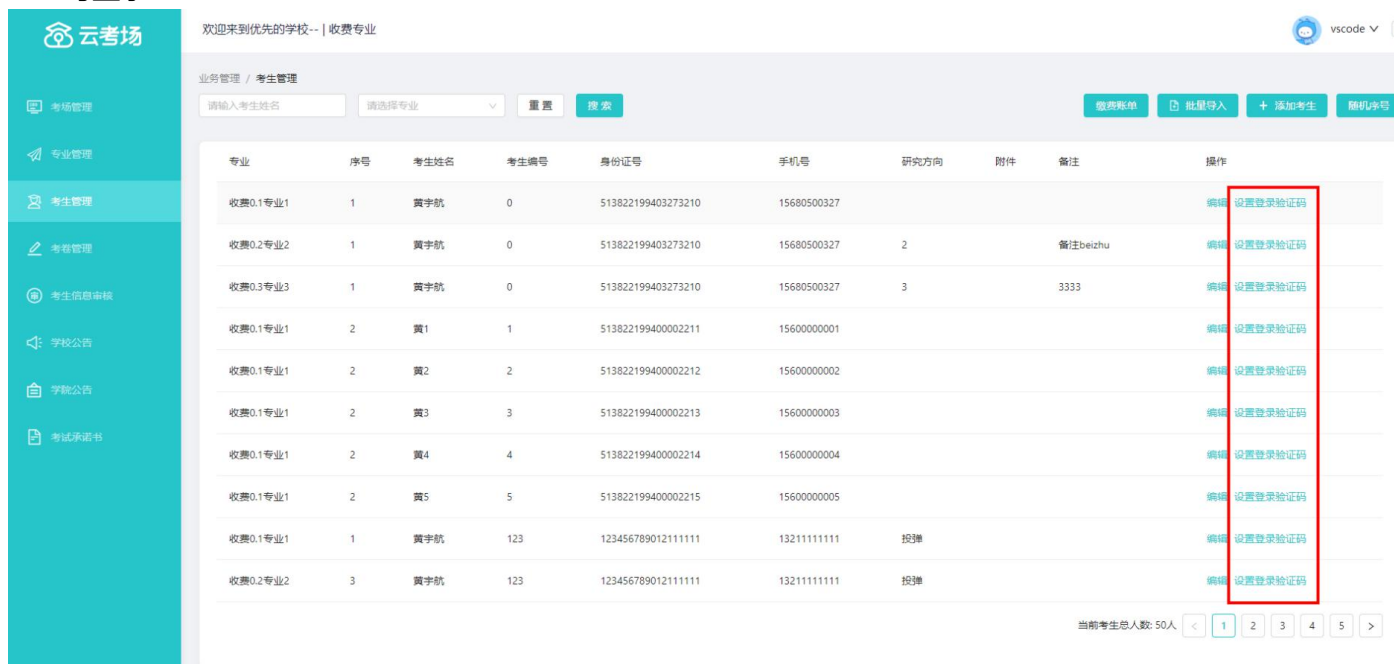 云考场
欢迎来到优先的学校-- | 收费专业
vscode
业务管理 / 考生管理
请输入考生姓名 请选择专业 重置 搜索 缴费账单 批量导入 + 添加考生 随机序号
考场管理
专业管理
考生管理
考卷管理
考生信息审核
学校公告
学院公告
考试承诺书
专业 序号 考生姓名 考生编号 身份证号 手机号 研究方向 附件 备注 操作
收费0.1专业1 1 黄宇航 0 513822199403273210 15680500327 编辑 设置登录验证码
收费0.2专业2 1 黄宇航 0 513822199403273210 15680500327 2 备注beizhu 编辑 设置登录验证码
收费0.3专业3 1 黄宇航 0 513822199403273210 15680500327 3 3333 编辑 设置登录验证码
收费0.1专业1 2 黄1 1 513822199400002211 15600000001 编辑 设置登录验证码
收费0.1专业1 2 黄2 2 513822199400002212 15600000002 编辑 设置登录验证码
收费0.1专业1 2 黄3 3 513822199400002213 15600000003 编辑 设置登录验证码
收费0.1专业1 2 黄4 4 513822199400002214 15600000004 编辑 设置登录验证码
收费0.1专业1 2 黄5 5 513822199400002215 15600000005 编辑 设置登录验证码
收费0.1专业1 1 黄宇航 123 123456789012111111 13211111111 投弹 编辑 设置登录验证码
收费0.2专业2 3 黄宇航 123 123456789012111111 13211111111 投弹 编辑 设置登录验证码
当前考生总人数: 50人 < 1 2 3 4 5 >